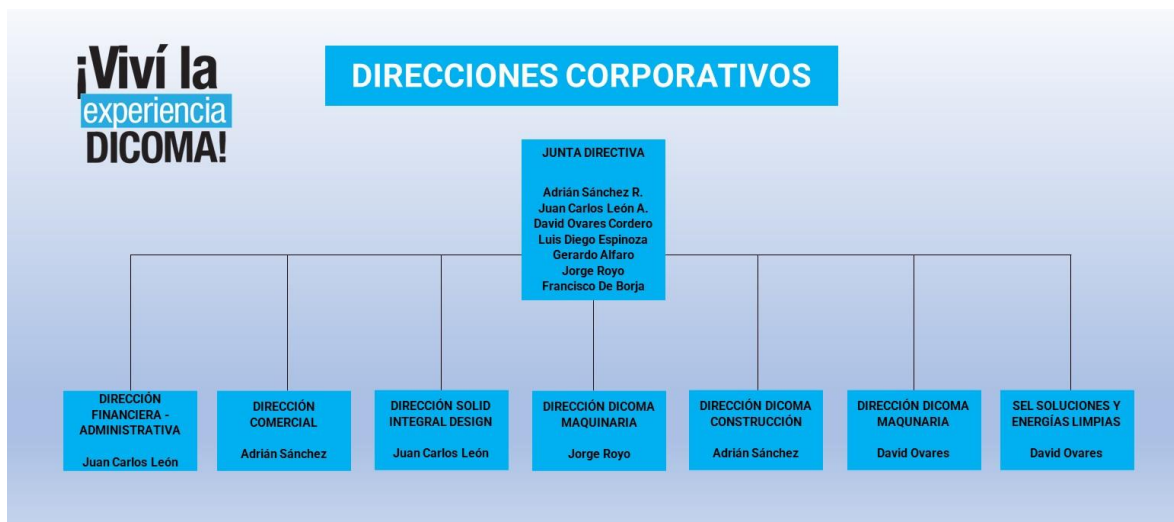 ¡Viví la
experiencia
DICOMA!
DIRECCIONES CORPORATIVOS
JUNTA DIRECTIVA
Adrián Sánchez R.
Juan Carlos León A.
David Ovares Cordero
Luis Diego Espinoza
Gerardo Alfaro
Jorge Royo
Francisco De Borja
DIRECCIÓN
FINANCIERA -
ADMINISTRATIVA
Juan Carlos León
DIRECCIÓN
COMERCIAL
Adrián Sánchez
DIRECCIÓN SOLID
INTEGRAL DESIGN
Juan Carlos León
DIRECCIÓN DICOMA
MAQUINARIA
Jorge Royo
DIRECCIÓN DICOMA
CONSTRUCCIÓN
Adrián Sánchez
DIRECCIÓN DICOMA
MAQUNARIA
David Ovares
SEL SOLUCIONES Y
ENERGÍAS LIMPIAS
David Ovares